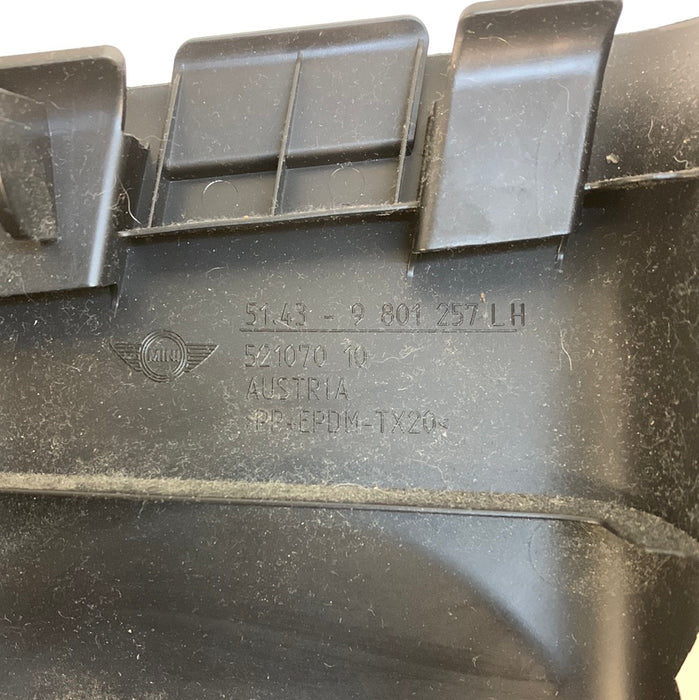 51.43 - 9 801 257 LH
MINI
521070 10
AUSTRIA
>PP+EPDM-TX20<